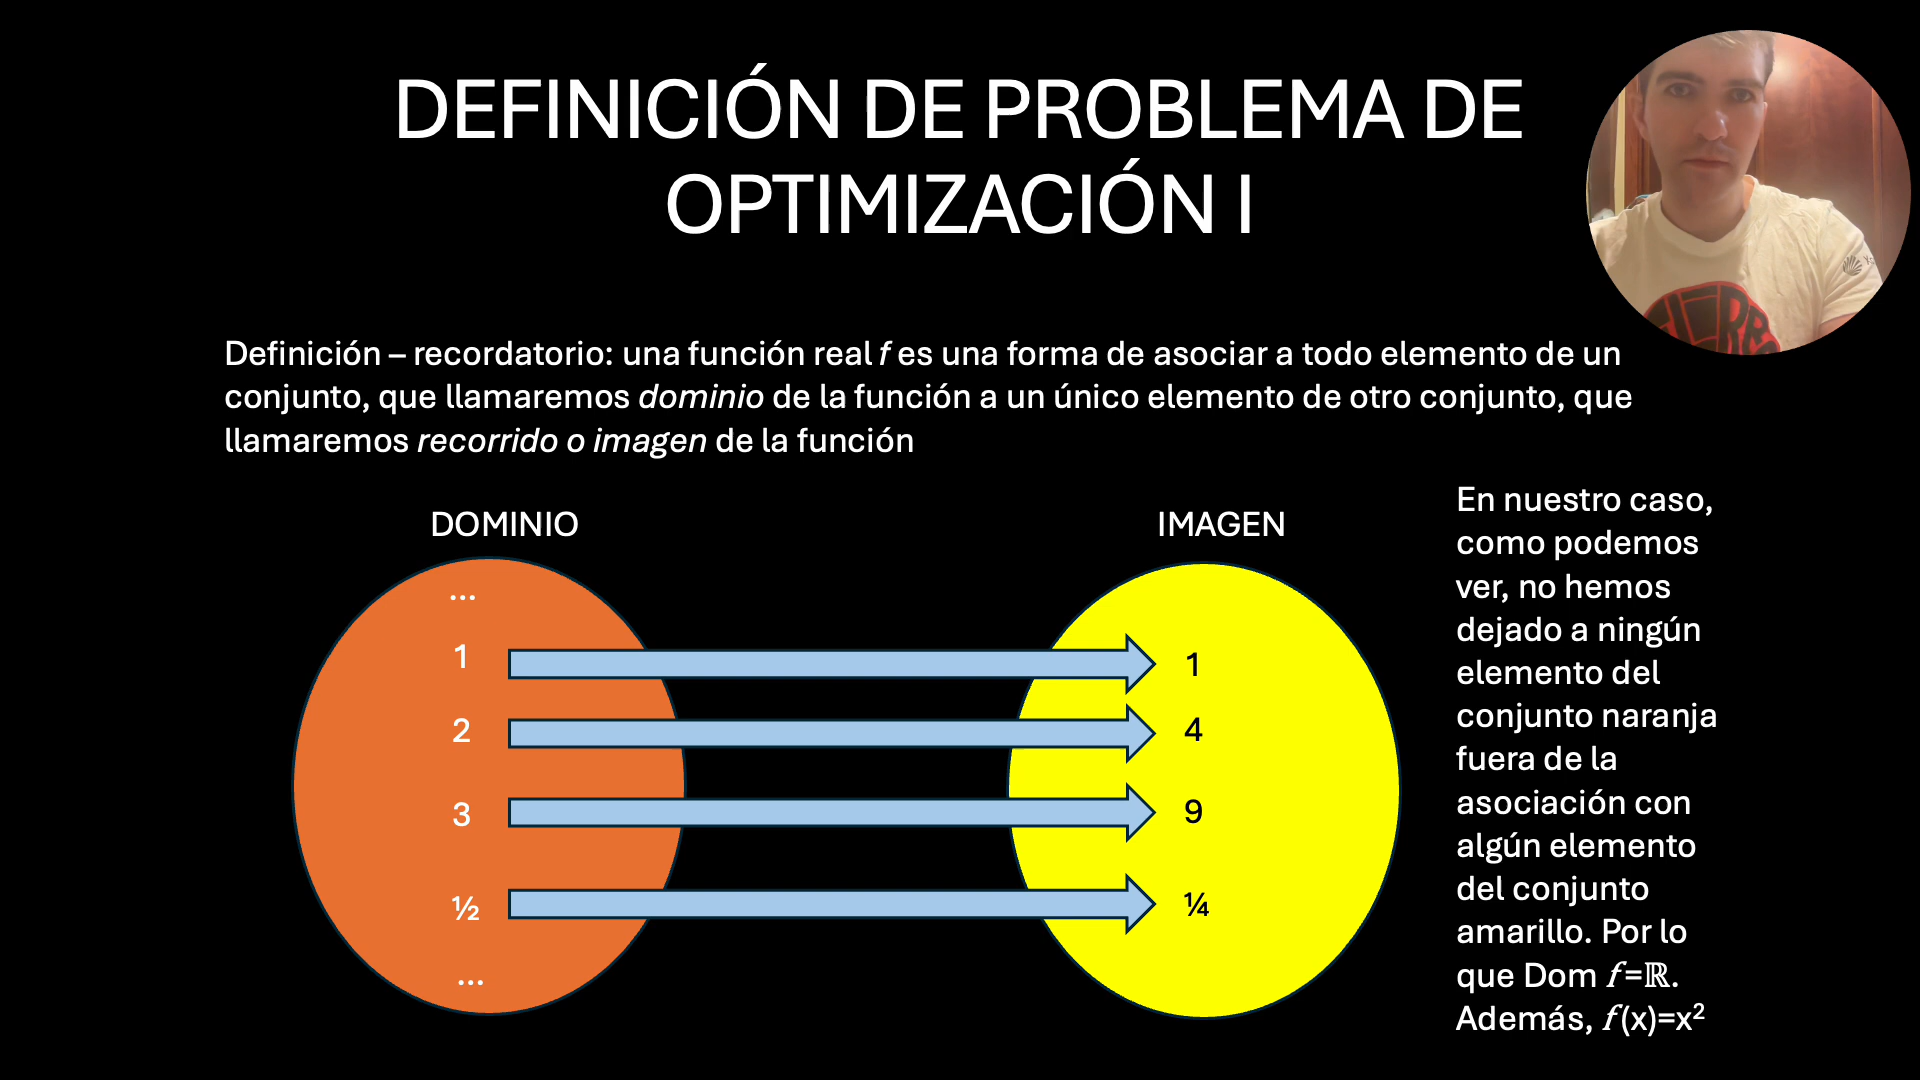 DEFINICIÓN DE PROBLEMA DE
OPTIMIZACIÓN I
Definición – recordatorio: una función real f es una forma de asociar a todo elemento de un
conjunto, que llamaremos dominio de la función a un único elemento de otro conjunto, que
llamaremos recorrido o imagen de la función
DOMINIO
IMAGEN
...
1
1
2
4
3
9
½
¼
...
En nuestro caso,
como podemos
ver, no hemos
dejado a ningún
elemento del
conjunto naranja
fuera de la
asociación con
algún elemento
del conjunto
amarillo. Por lo
que Dom f=ℝ.
Además, f(x)=x²